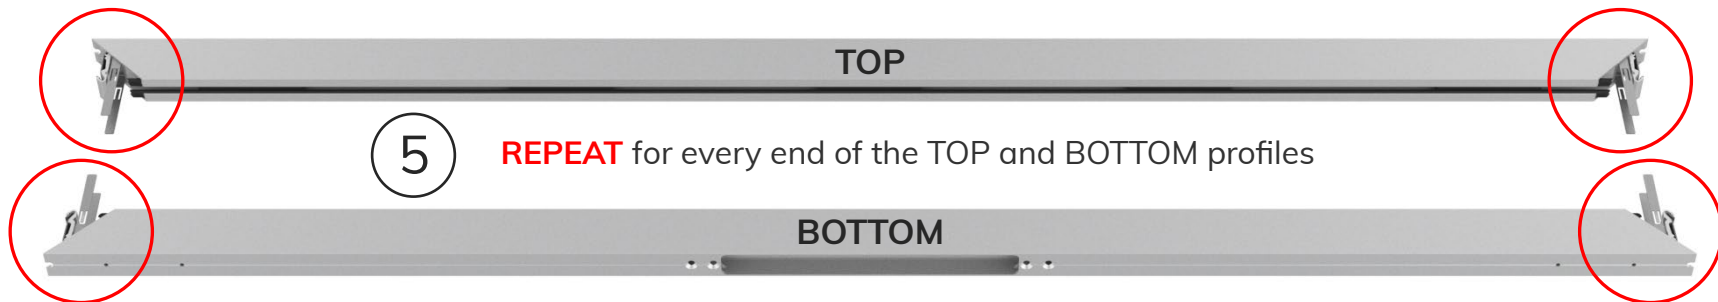 TOP
5
REPEAT for every end of the TOP and BOTTOM profiles
BOTTOM